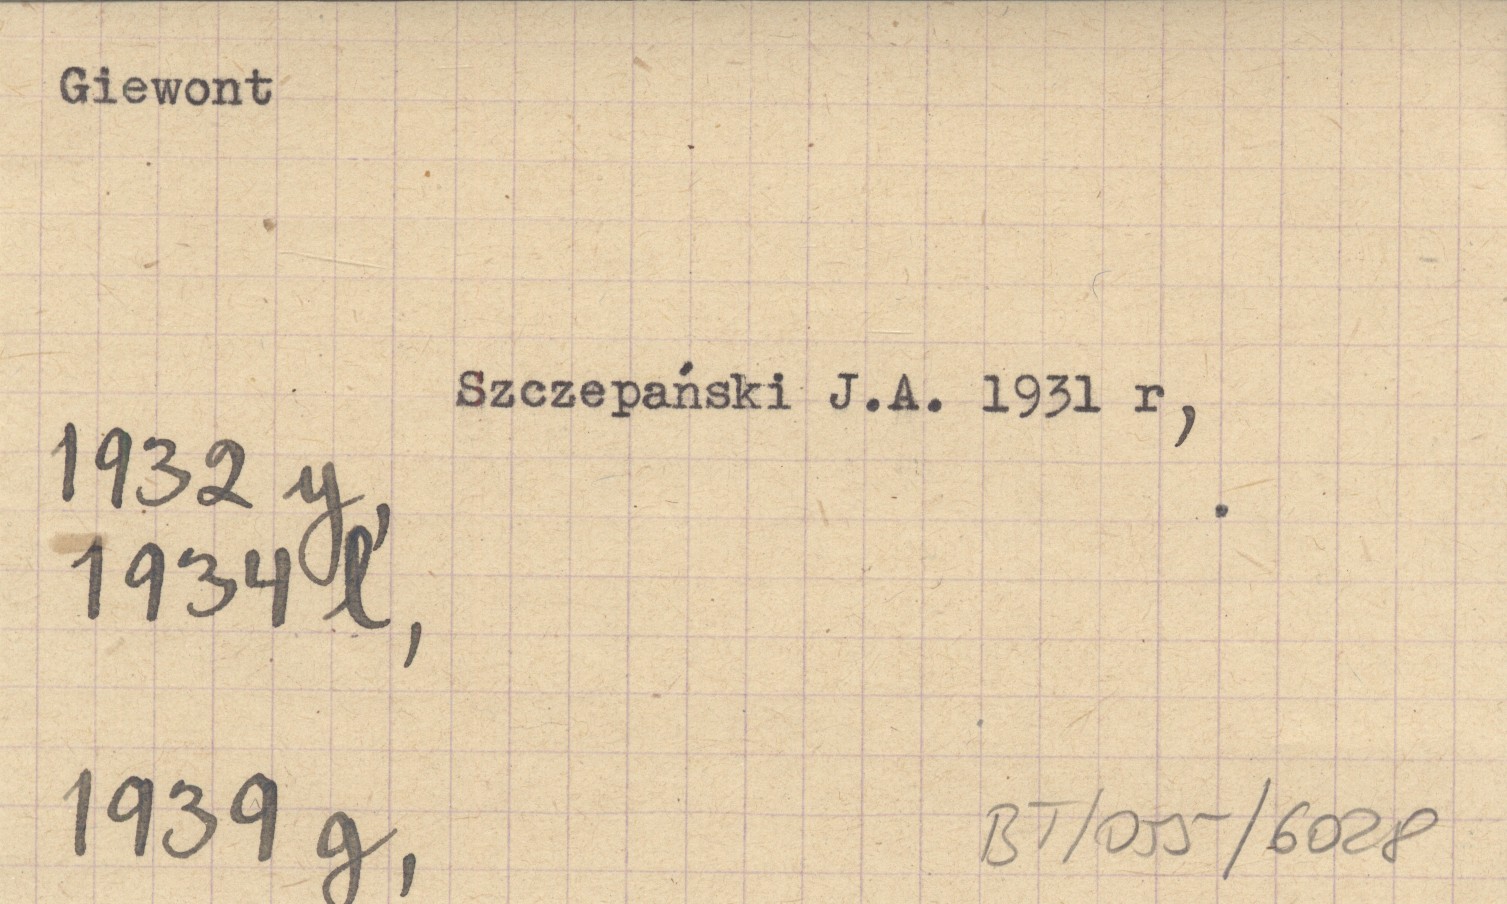 Giewont
Szczepański J.A. 1931 r,
1932 y,
1934 l',
1939 g,
BT/055/6028